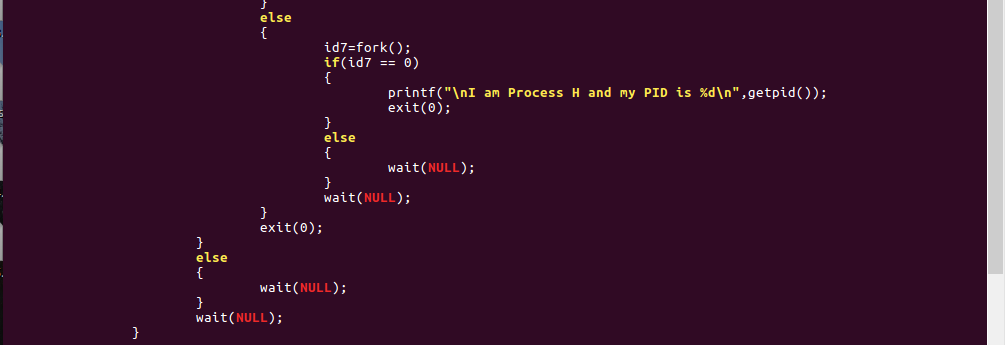 }
else
{
id7=fork();
if(id7 == 0)
{
printf("\nI am Process H and my PID is %d\n",getpid());
exit(0);
}
else
{
wait(NULL);
}
wait(NULL);
}
exit(0);
}
else
{
wait(NULL);
}
wait(NULL);
}